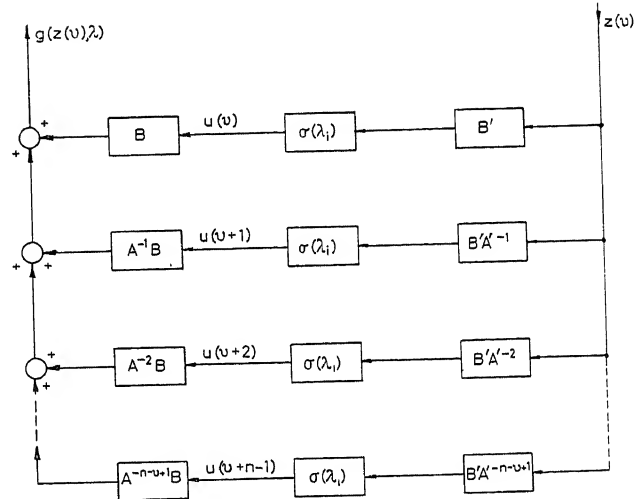 g(z(υ),λ)
z(υ)
+
+
B
u(υ)
σ(λᵢ)
B'
+
+
A⁻¹B
u(υ+1)
σ(λᵢ)
B'A'⁻¹
+
+
A⁻²B
u(υ+2)
σ(λᵢ)
B'A'⁻²
A⁻ⁿ⁻ᵛ⁺¹B
u(υ+n-1)
σ(λᵢ)
B'A'⁻ⁿ⁻ᵛ⁺¹